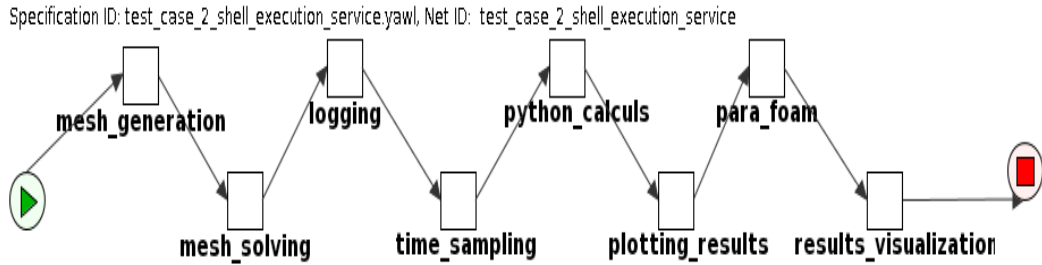 Specification ID: test_case_2_shell_execution_service.yawl, Net ID:  test_case_2_shell_execution_service
mesh_generation
logging
python_calculs
para_foam
mesh_solving
time_sampling
plotting_results
results_visualization